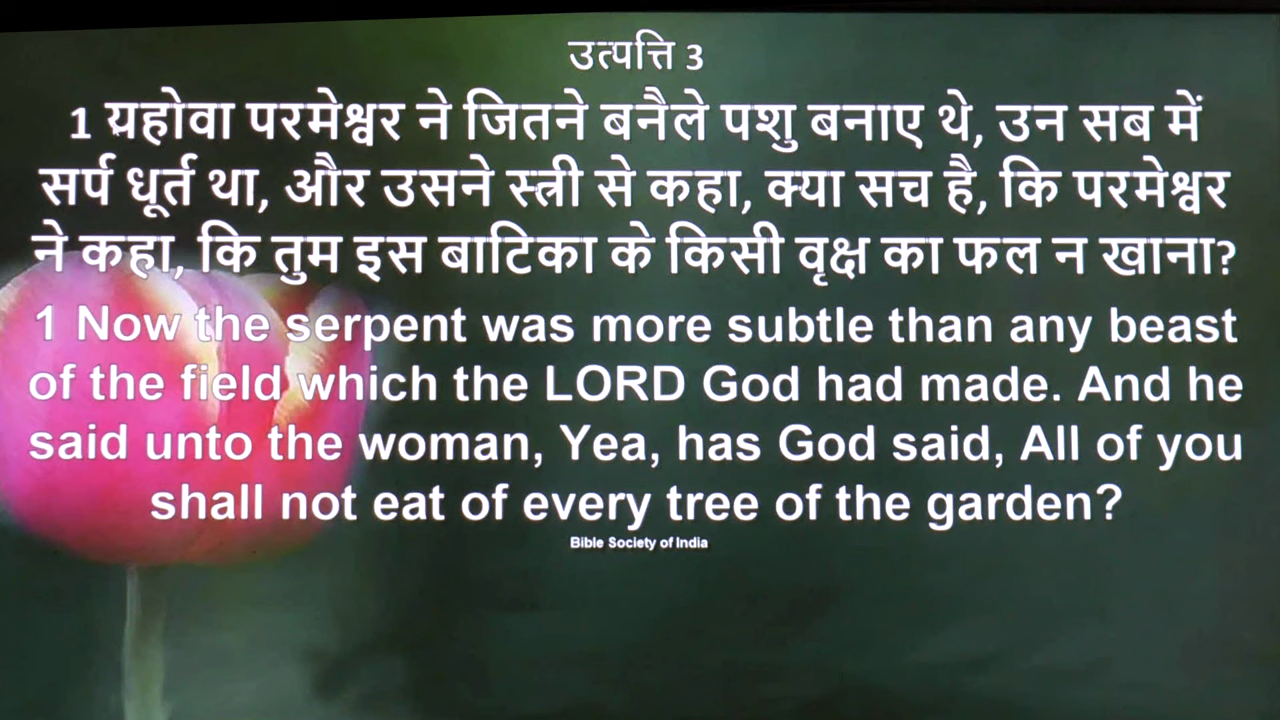 उत्पत्ति 3
1 यहोवा परमेश्वर ने जितने बनैले पशु बनाए थे, उन सब में
सर्प धूर्त था, और उसने स्त्री से कहा, क्या सच है, कि परमेश्वर
ने कहा, कि तुम इस बाटिका के किसी वृक्ष का फल न खाना?
1 Now the serpent was more subtle than any beast
of the field which the LORD God had made. And he
said unto the woman, Yea, has God said, All of you
shall not eat of every tree of the garden?
Bible Society of India